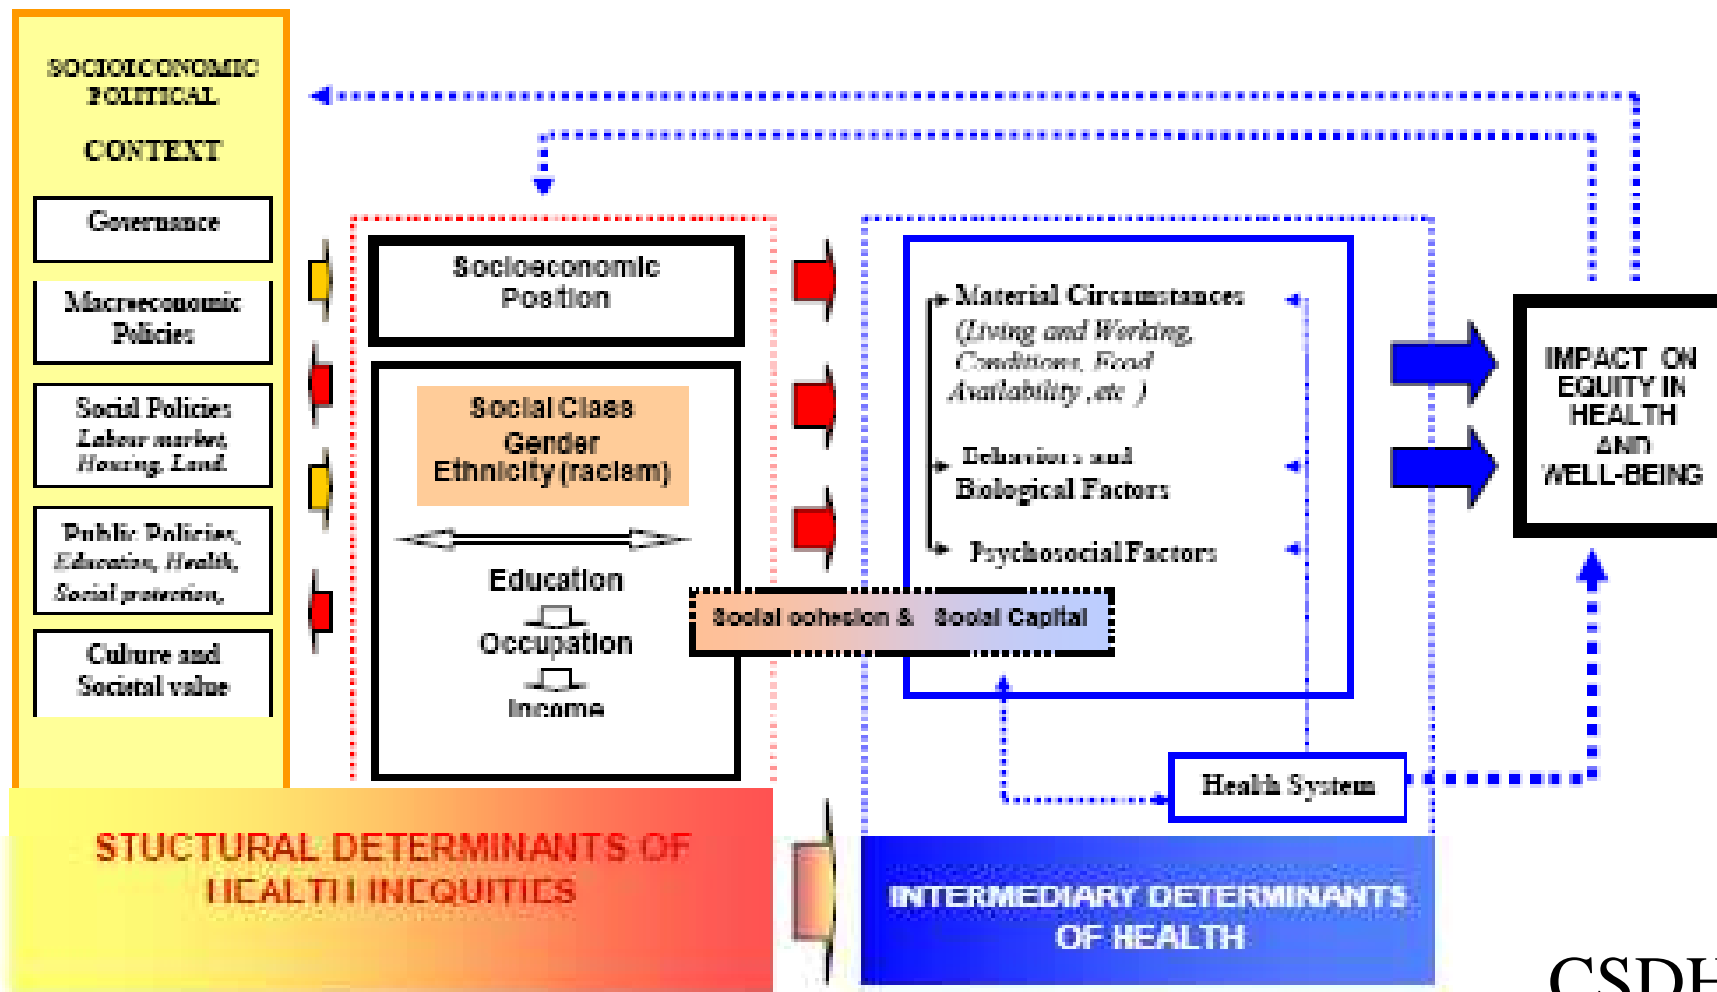 SOCIOECONOMIC
POLITICAL
CONTEXT
Governance
Macroeconomic
Policies
Social Policies
Labour market,
Housing, Land.
Public Policies,
Education, Health,
Social protection,
Culture and
Societal value
Socioeconomic
Position
Social Class
Gender
Ethnicity (racism)
Education
Occupation
Income
Social cohesion & Social Capital
Material Circumstances
(Living and Working,
Conditions, Food
Availability ,etc )
Behaviors and
Biological Factors
Psychosocial Factors
Health System
IMPACT ON
EQUITY IN
HEALTH
AND
WELL-BEING
STUCTURAL DETERMINANTS OF
HEALTH INEQUITIES
INTERMEDIARY DETERMINANTS
OF HEALTH
CSDH